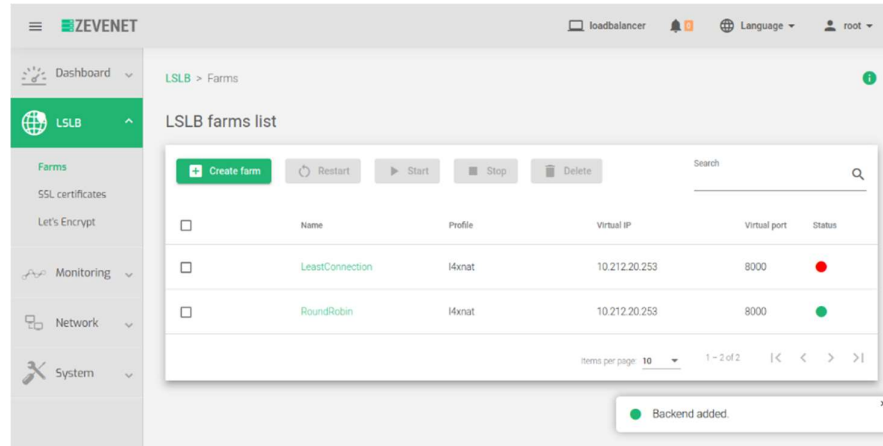 ZEVENET
loadbalancer
Language
root
Dashboard
LSLB > Farms
LSLB
LSLB farms list
Farms
SSL certificates
Let's Encrypt
Monitoring
Network
System
Create farm Restart Start Stop Delete
Search
Name Profile Virtual IP Virtual port Status
LeastConnection l4xnat 10.212.20.253 8000
RoundRobin l4xnat 10.212.20.253 8000
Items per page: 10 1 – 2 of 2
Backend added.